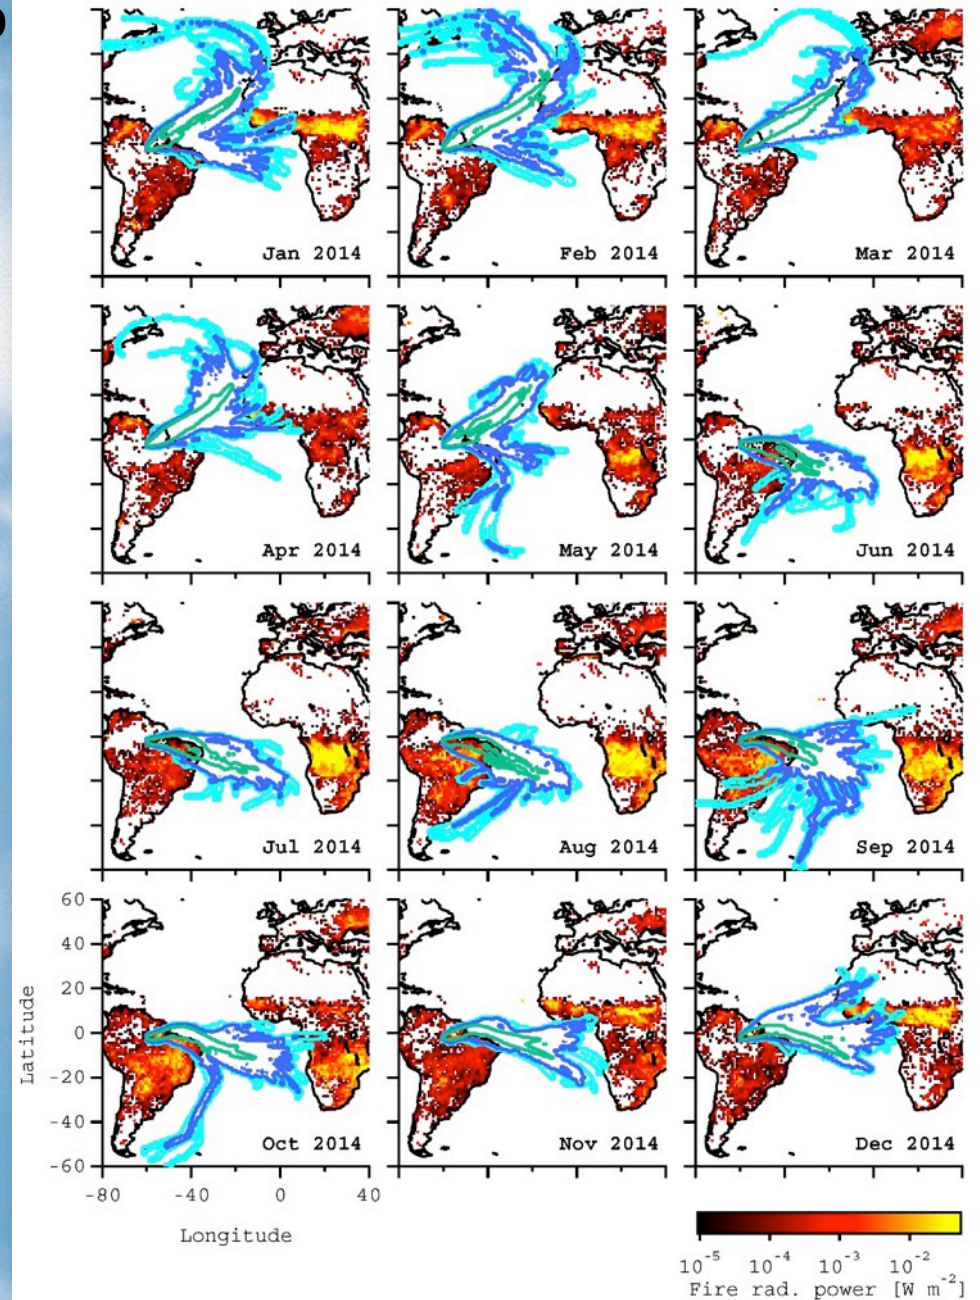 Jan 2014
Feb 2014
Mar 2014
Apr 2014
May 2014
Jun 2014
Jul 2014
Aug 2014
Sep 2014
60
40
20
0
-20
-40
-60
Latitude
Oct 2014
Nov 2014
Dec 2014
-80 -40 0 40
Longitude
10⁻⁵ 10⁻⁴ 10⁻³ 10⁻²
Fire rad. power [W m⁻²]